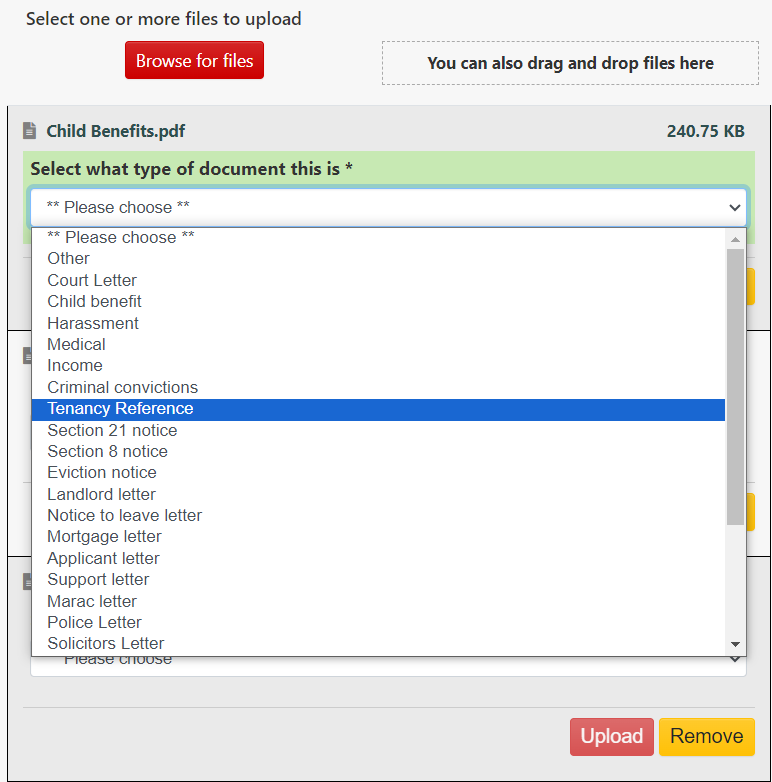 Select one or more files to upload
Browse for files
You can also drag and drop files here
Child Benefits.pdf 240.75 KB
Select what type of document this is *
** Please choose **
** Please choose **
Other
Court Letter
Child benefit
Harassment
Medical
Income
Criminal convictions
Tenancy Reference
Section 21 notice
Section 8 notice
Eviction notice
Landlord letter
Notice to leave letter
Mortgage letter
Applicant letter
Support letter
Marac letter
Police Letter
Solicitors Letter
Please choose
Upload Remove